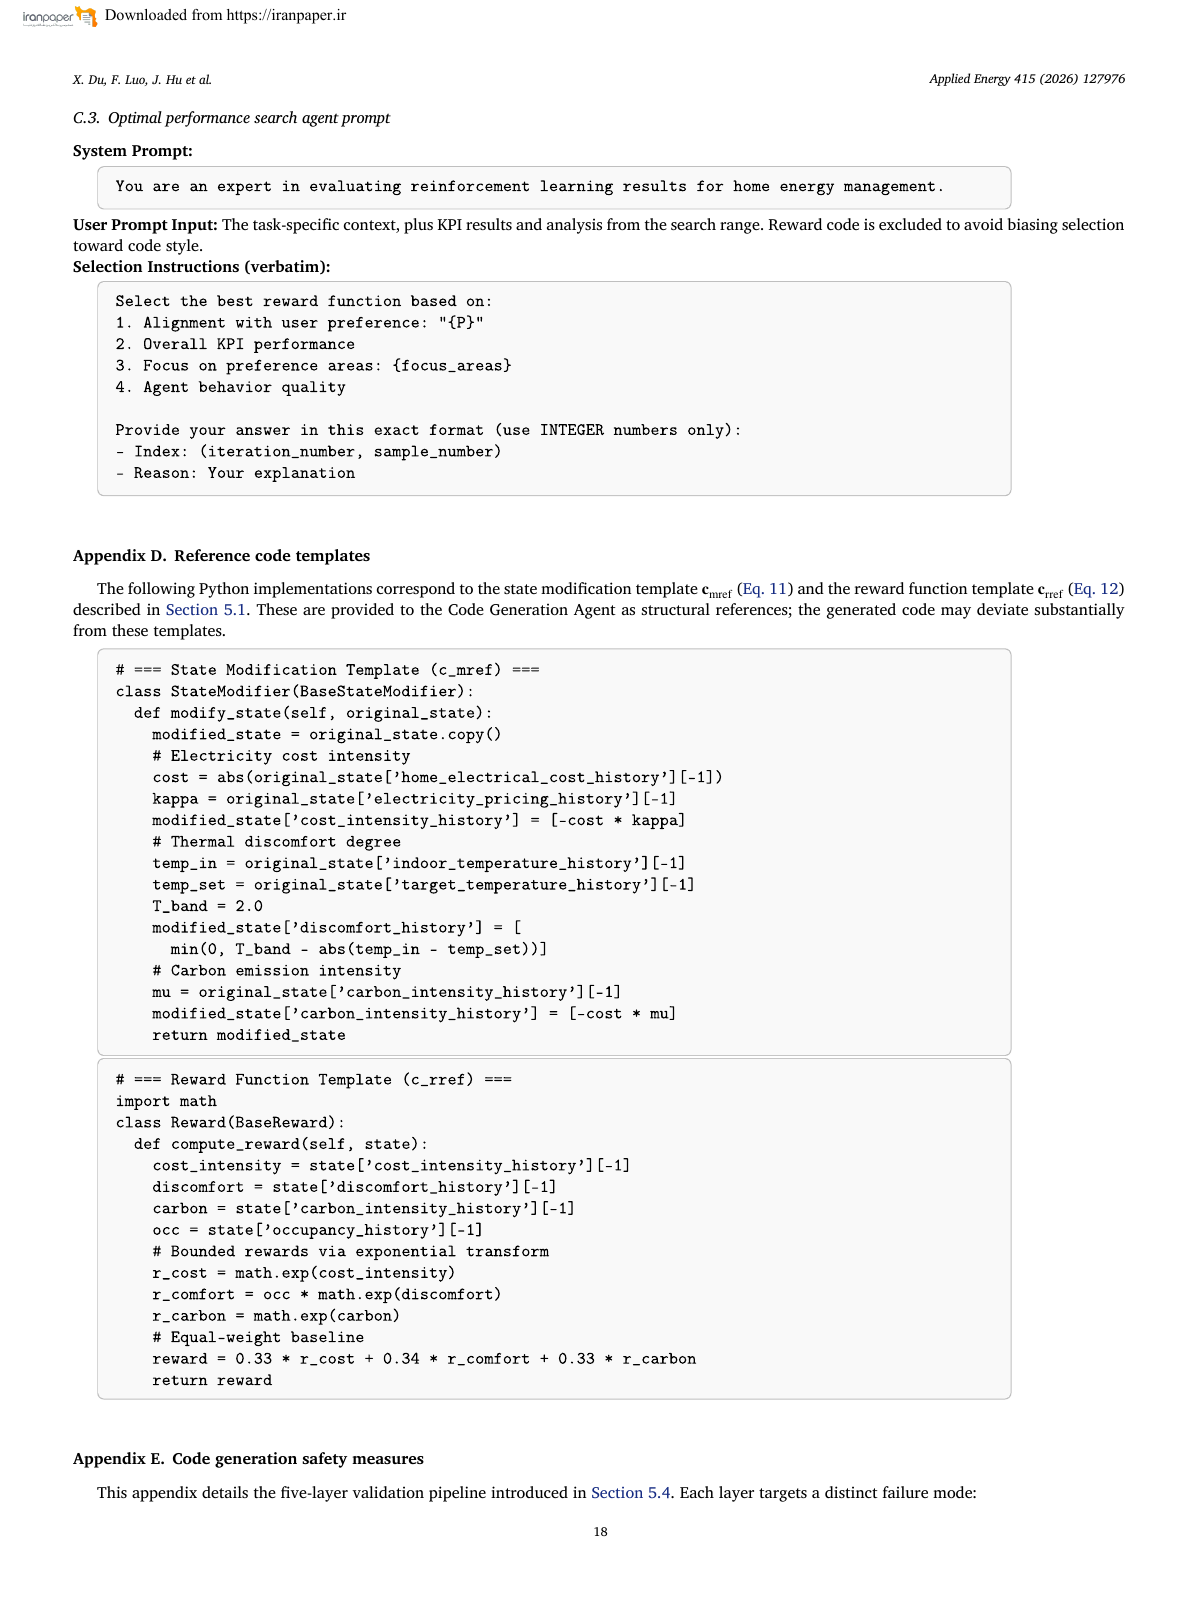 iranpaper Downloaded from https://iranpaper.ir
X. Du, F. Luo, J. Hu et al.
Applied Energy 415 (2026) 127976
C.3. Optimal performance search agent prompt
System Prompt:
You are an expert in evaluating reinforcement learning results for home energy management.
User Prompt Input: The task-specific context, plus KPI results and analysis from the search range. Reward code is excluded to avoid biasing selection
toward code style.
Selection Instructions (verbatim):
Select the best reward function based on:
1. Alignment with user preference: "{P}"
2. Overall KPI performance
3. Focus on preference areas: {focus_areas}
4. Agent behavior quality
Provide your answer in this exact format (use INTEGER numbers only):
– Index: (iteration_number, sample_number)
– Reason: Your explanation
Appendix D. Reference code templates
The following Python implementations correspond to the state modification template c_mref (Eq. 11) and the reward function template c_rref (Eq. 12)
described in Section 5.1. These are provided to the Code Generation Agent as structural references; the generated code may deviate substantially
from these templates.
# === State Modification Template (c_mref) ===
class StateModifier(BaseStateModifier):
def modify_state(self, original_state):
modified_state = original_state.copy()
# Electricity cost intensity
cost = abs(original_state[’home_electrical_cost_history’][-1])
kappa = original_state[’electricity_pricing_history’][-1]
modified_state[’cost_intensity_history’] = [-cost * kappa]
# Thermal discomfort degree
temp_in = original_state[’indoor_temperature_history’][-1]
temp_set = original_state[’target_temperature_history’][-1]
T_band = 2.0
modified_state[’discomfort_history’] = [
min(0, T_band - abs(temp_in - temp_set))]
# Carbon emission intensity
mu = original_state[’carbon_intensity_history’][-1]
modified_state[’carbon_intensity_history’] = [-cost * mu]
return modified_state
# === Reward Function Template (c_rref) ===
import math
class Reward(BaseReward):
def compute_reward(self, state):
cost_intensity = state[’cost_intensity_history’][-1]
discomfort = state[’discomfort_history’][-1]
carbon = state[’carbon_intensity_history’][-1]
occ = state[’occupancy_history’][-1]
# Bounded rewards via exponential transform
r_cost = math.exp(cost_intensity)
r_comfort = occ * math.exp(discomfort)
r_carbon = math.exp(carbon)
# Equal-weight baseline
reward = 0.33 * r_cost + 0.34 * r_comfort + 0.33 * r_carbon
return reward
Appendix E. Code generation safety measures
This appendix details the five-layer validation pipeline introduced in Section 5.4. Each layer targets a distinct failure mode:
18